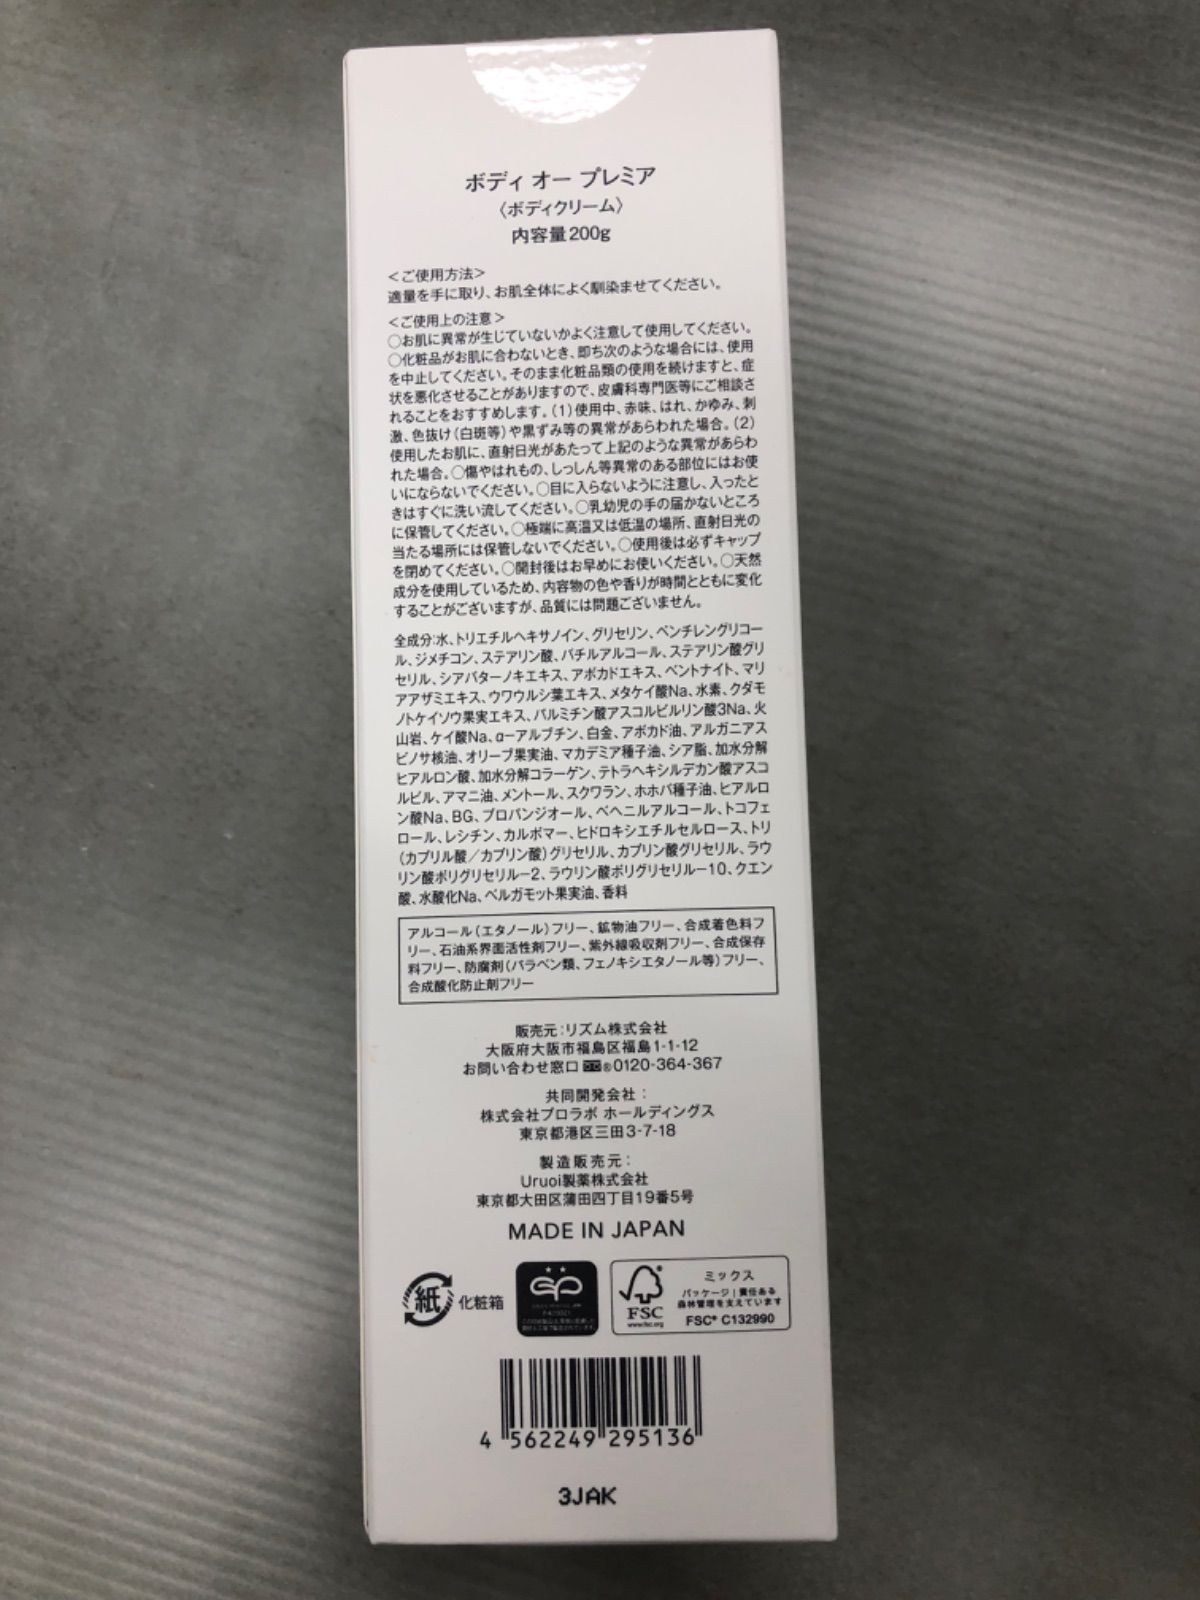 ボディ オー プレミア
〈ボディクリーム〉
内容量200g
＜ご使用方法＞
適量を手に取り、お肌全体によく馴染ませてください。
＜ご使用上の注意＞
○お肌に異常が生じていないかよく注意して使用してください。
○化粧品がお肌に合わないとき、即ち次のような場合には、使用
を中止してください。そのまま化粧品類の使用を続けますと、症
状を悪化させることがありますので、皮膚科専門医等にご相談さ
れることをおすすめします。(1)使用中、赤味、はれ、かゆみ、刺
激、色抜け(白斑等)や黒ずみ等の異常があらわれた場合。(2)
使用したお肌に、直射日光があたって上記のような異常があらわ
れた場合。○傷やはれもの、しっしん等異常のある部位にはお使
いにならないでください。○目に入らないように注意し、入ったと
きはすぐに洗い流してください。○乳幼児の手の届かないところ
に保管してください。○極端に高温又は低温の場所、直射日光の
当たる場所には保管しないでください。○使用後は必ずキャップ
を閉めてください。○開封後はお早めにお使いください。○天然
成分を使用しているため、内容物の色や香りが時間とともに変化
することがございますが、品質には問題ございません。
全成分:水、トリエチルヘキサノイン、グリセリン、ペンチレングリコー
ル、ジメチコン、ステアリン酸、バチルアルコール、ステアリン酸グリ
セリル、シアバターノキエキス、アボカドエキス、ベントナイト、マリ
アアザミエキス、ウワウルシ葉エキス、メタケイ酸Na、水素、クダモ
ノトケイソウ果実エキス、パルミチン酸アスコルビルリン酸3Na、火
山岩、ケイ酸Na、α-アルブチン、白金、アボカド油、アルガニアス
ピノサ核油、オリーブ果実油、マカデミア種子油、シア脂、加水分解
ヒアルロン酸、加水分解コラーゲン、テトラヘキシルデカン酸アスコ
ルビル、アマニ油、メントール、スクワラン、ホホバ種子油、ヒアルロ
ン酸Na、BG、プロパンジオール、ベヘニルアルコール、トコフェ
ロール、レシチン、カルボマー、ヒドロキシエチルセルロース、トリ
(カプリル酸／カプリン酸)グリセリル、カプリン酸グリセリル、ラウ
リン酸ポリグリセリル-2、ラウリン酸ポリグリセリル-10、クエン
酸、水酸化Na、ベルガモット果実油、香料
アルコール(エタノール)フリー、鉱物油フリー、合成着色料フ
リー、石油系界面活性剤フリー、紫外線吸収剤フリー、合成保存
料フリー、防腐剤(パラベン類、フェノキシエタノール等)フリー、
合成酸化防止剤フリー
販売元:リズム株式会社
大阪府大阪市福島区福島1-1-12
お問い合わせ窓口 ®0120-364-367
共同開発会社:
株式会社プロラボ ホールディングス
東京都港区三田3-7-18
製造販売元:
Uruoi製薬株式会社
東京都大田区蒲田四丁目19番5号
MADE IN JAPAN
紙 化粧箱
GP
FSC
www.fsc.org
ミックス
パッケージ｜責任ある
森林管理を支えています
FSC® C132990
4 562249 295136
3JAK